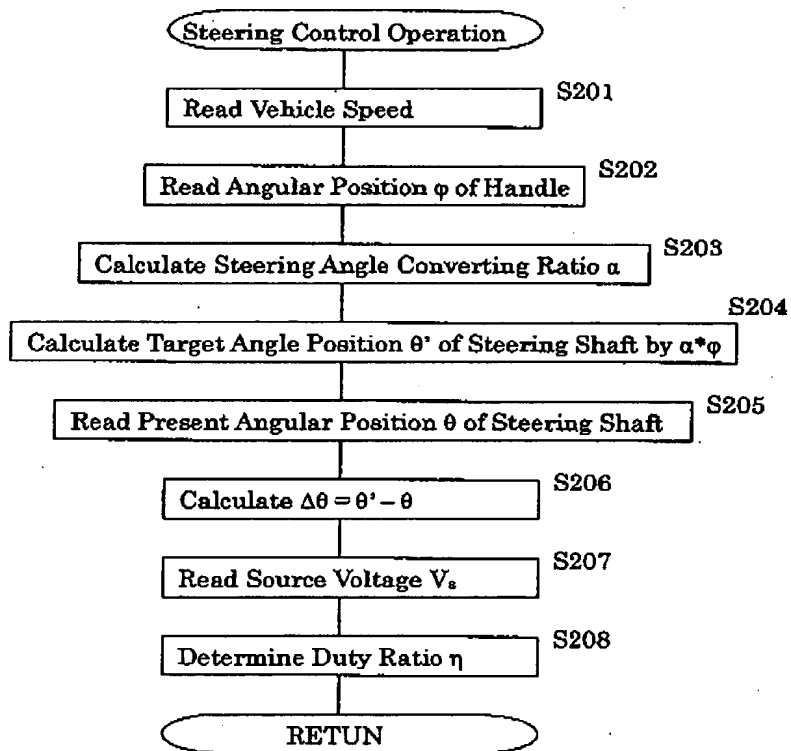 Steering Control Operation
S201
Read Vehicle Speed
S202
Read Angular Position φ of Handle
S203
Calculate Steering Angle Converting Ratio α
S204
Calculate Target Angle Position θ' of Steering Shaft by α*φ
S205
Read Present Angular Position θ of Steering Shaft
S206
Calculate Δθ = θ' − θ
S207
Read Source Voltage Vs
S208
Determine Duty Ratio η
RETUN